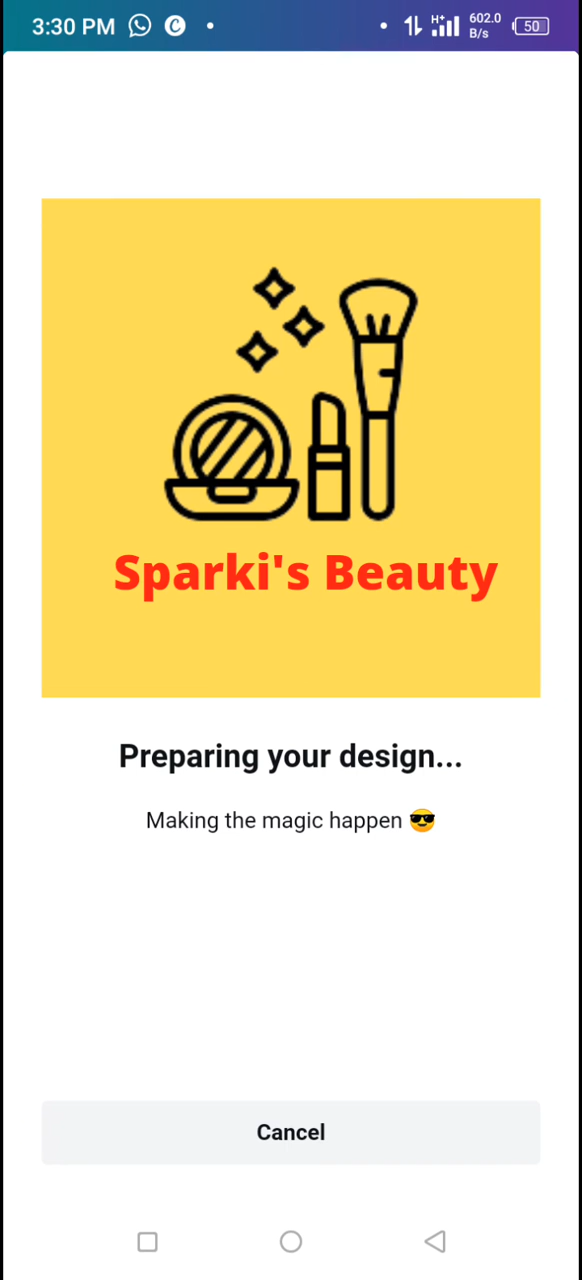 3:30 PM
H+
602.0
B/s
50
Sparki's Beauty
Preparing your design...
Making the magic happen 😎
Cancel